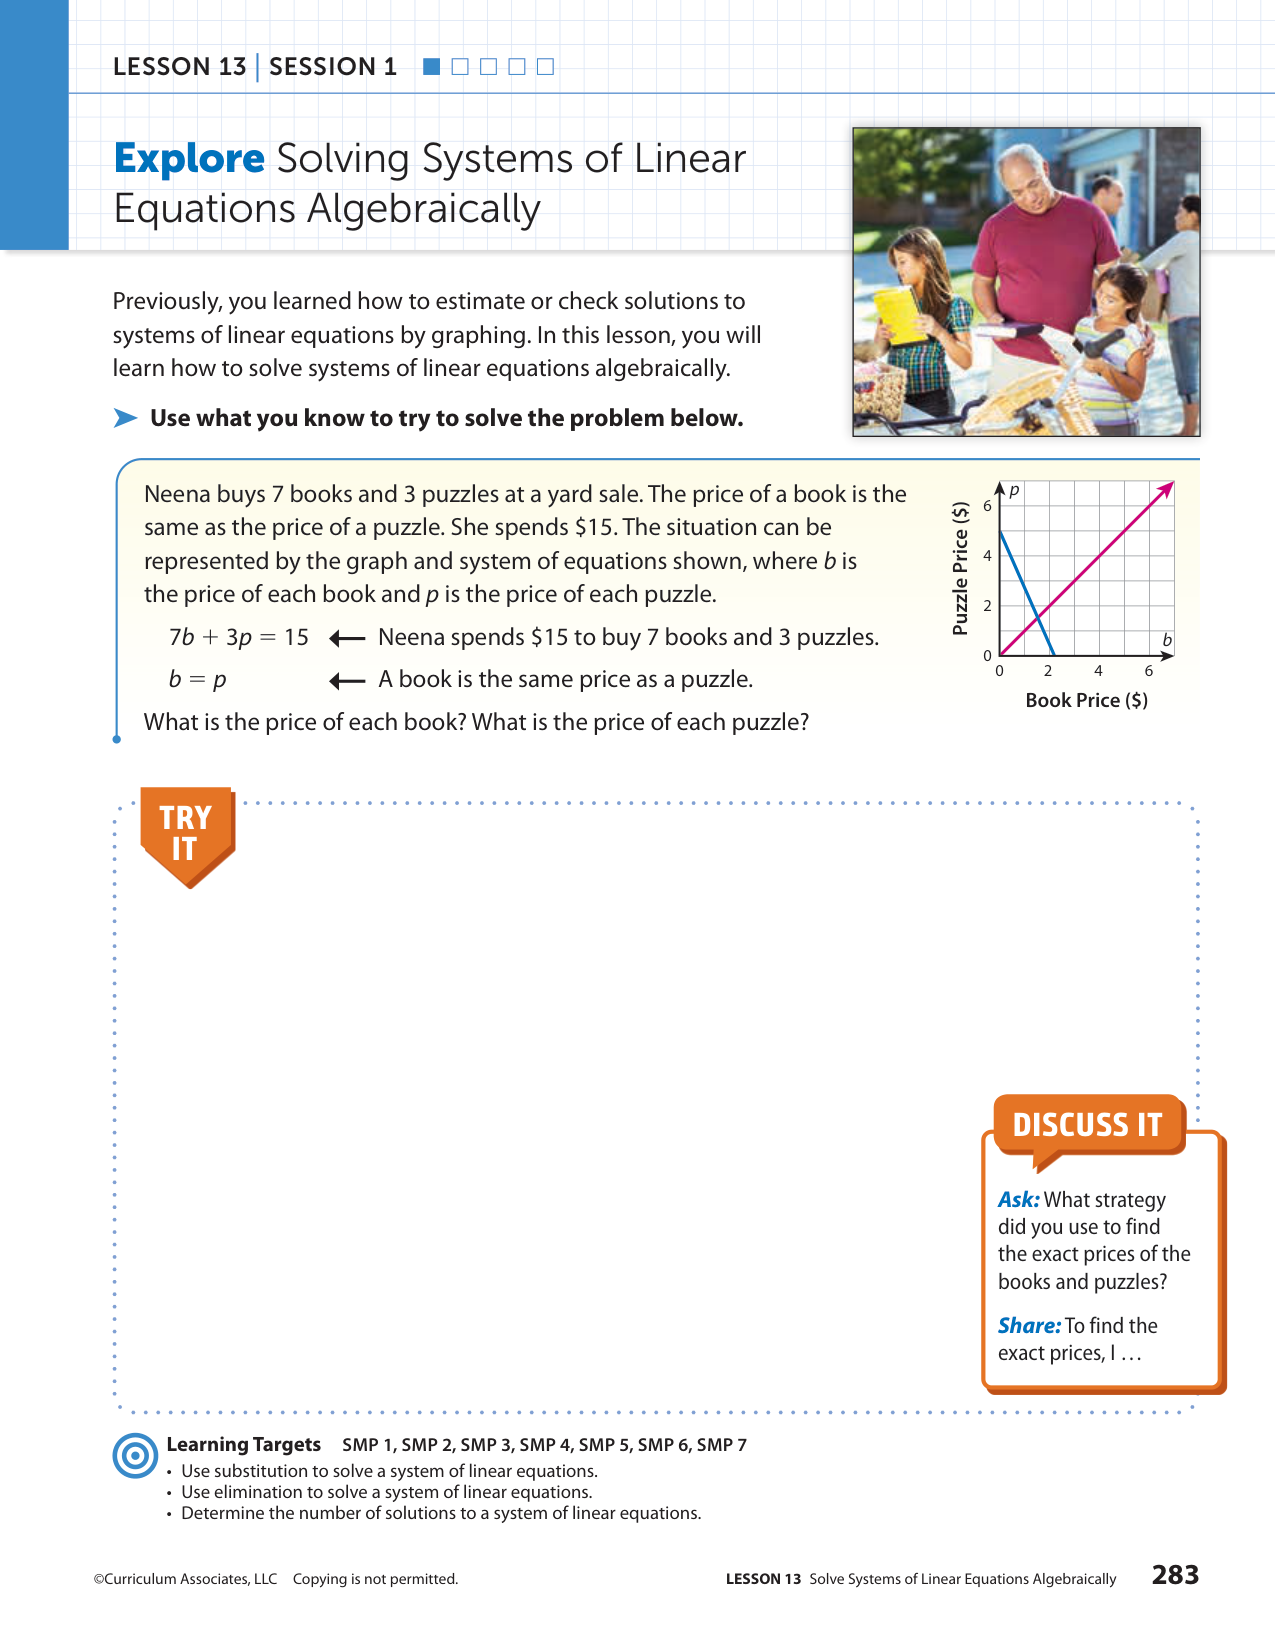 LESSON 13 | SESSION 1
Explore Solving Systems of Linear
Equations Algebraically
Previously, you learned how to estimate or check solutions to
systems of linear equations by graphing. In this lesson, you will
learn how to solve systems of linear equations algebraically.
Use what you know to try to solve the problem below.
Neena buys 7 books and 3 puzzles at a yard sale. The price of a book is the
same as the price of a puzzle. She spends $15. The situation can be
represented by the graph and system of equations shown, where b is
the price of each book and p is the price of each puzzle.
7b + 3p = 15 ← Neena spends $15 to buy 7 books and 3 puzzles.
b = p ← A book is the same price as a puzzle.
What is the price of each book? What is the price of each puzzle?
Puzzle Price ($)
p
6
4
2
0
b
0 2 4 6
Book Price ($)
TRY
IT
DISCUSS IT
Ask: What strategy
did you use to find
the exact prices of the
books and puzzles?
Share: To find the
exact prices, I …
Learning Targets SMP 1, SMP 2, SMP 3, SMP 4, SMP 5, SMP 6, SMP 7
• Use substitution to solve a system of linear equations.
• Use elimination to solve a system of linear equations.
• Determine the number of solutions to a system of linear equations.
©Curriculum Associates, LLC Copying is not permitted.
LESSON 13 Solve Systems of Linear Equations Algebraically 283